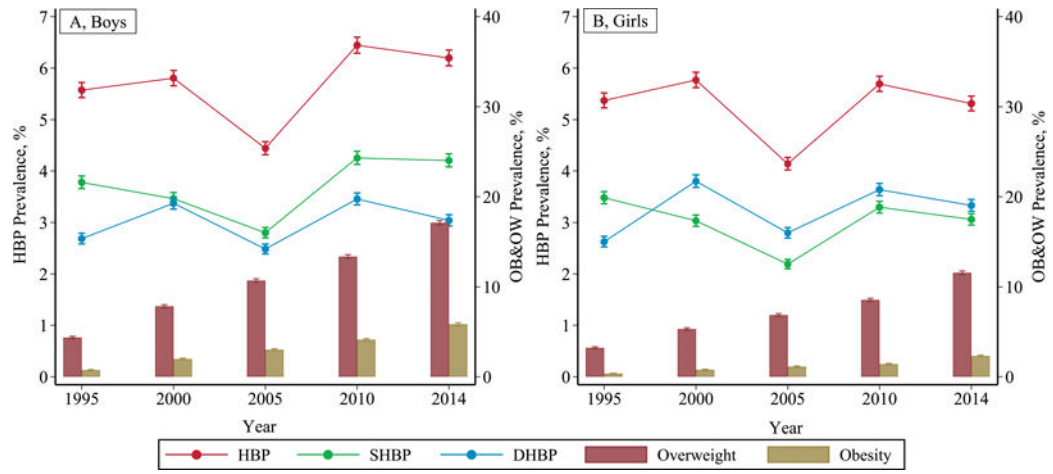 A, Boys
HBP Prevalence, %
7
6
5
4
3
2
1
0
40
30
20
10
0
OB&OW Prevalence, %
1995 2000 2005 2010 2014
Year
B, Girls
HBP Prevalence, %
7
6
5
4
3
2
1
0
40
30
20
10
0
OB&OW Prevalence, %
1995 2000 2005 2010 2014
Year
HBP SHBP DHBP Overweight Obesity